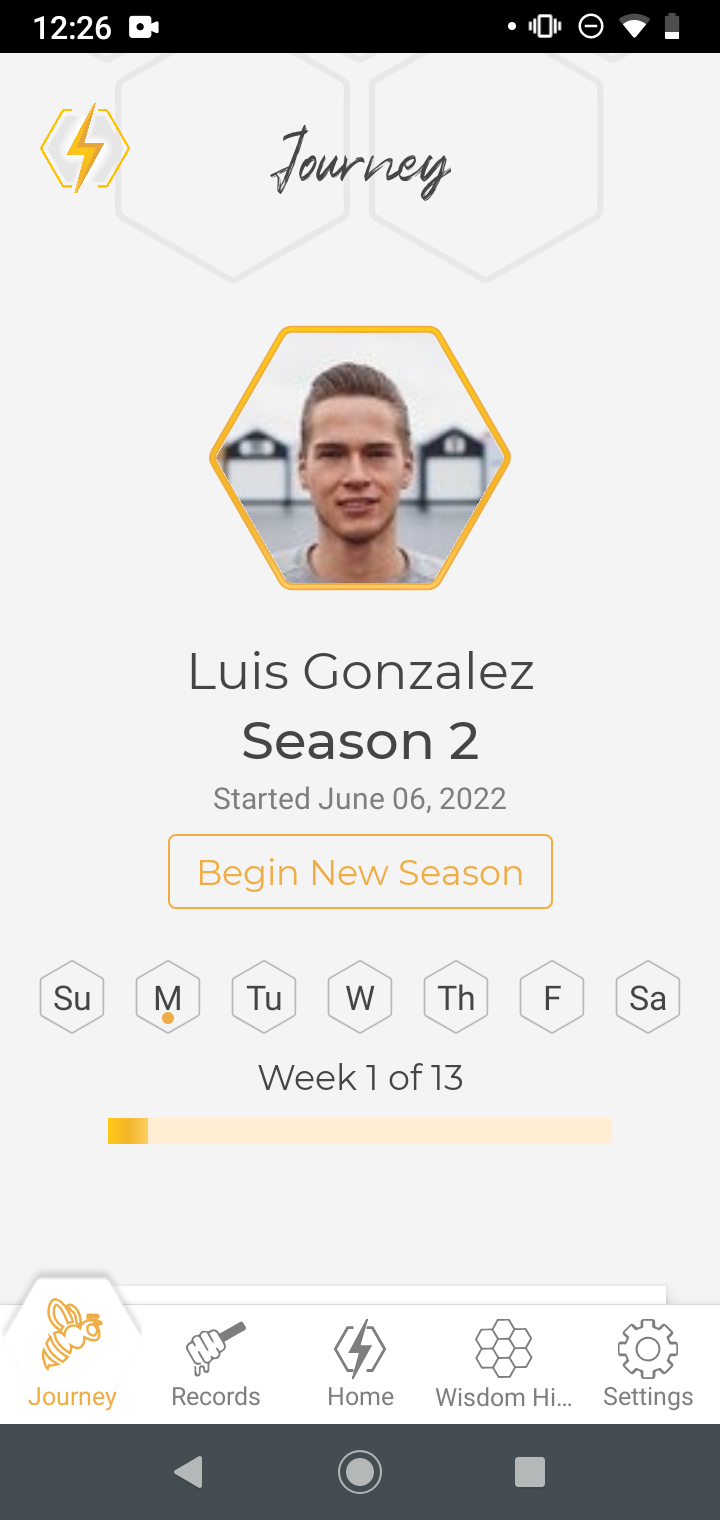 12:26
Journey
Luis Gonzalez
Season 2
Started June 06, 2022
Begin New Season
Su M Tu W Th F Sa
Week 1 of 13
Journey Records Home Wisdom Hi... Settings